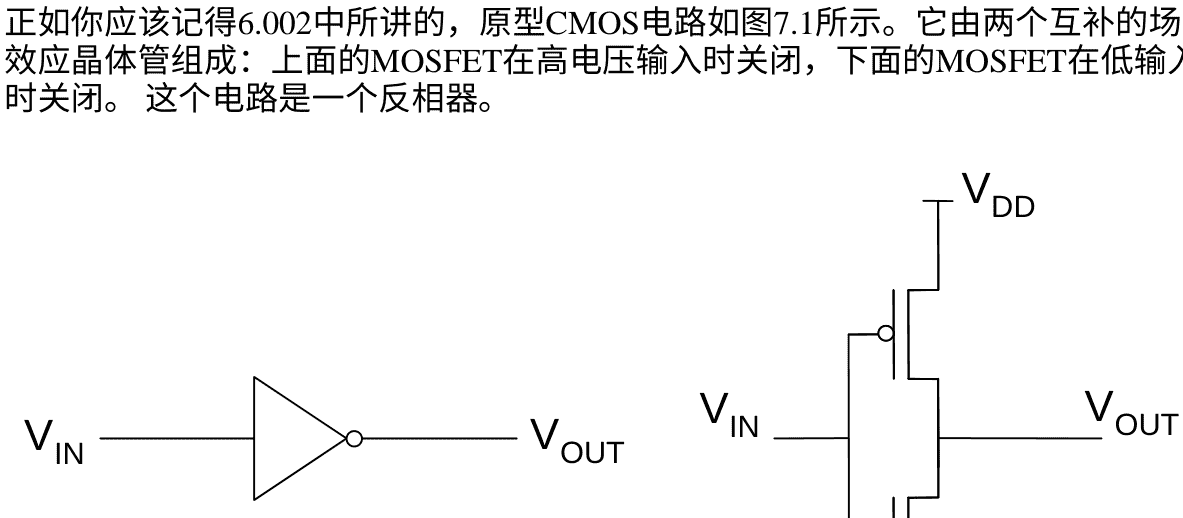 正如你应该记得6.002中所讲的，原型CMOS电路如图7.1所示。它由两个互补的场
效应晶体管组成：上面的MOSFET在高电压输入时关闭，下面的MOSFET在低输入
时关闭。 这个电路是一个反相器。
VDD
VIN
VOUT
VIN
VOUT